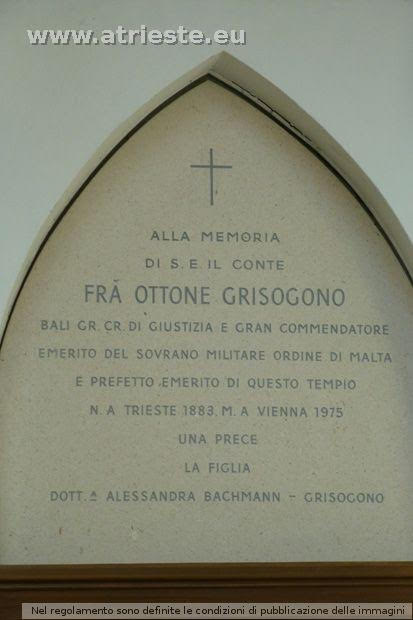 www.atrieste.eu
ALLA MEMORIA
DI S.E. IL CONTE
FRÀ OTTONE GRISOGONO
BALI GR. CR. DI GIUSTIZIA E GRAN COMMENDATORE
EMERITO DEL SOVRANO MILITARE ORDINE DI MALTA
E PREFETTO EMERITO DI QUESTO TEMPIO
N. A TRIESTE 1883. M. A VIENNA 1975
UNA PRECE
LA FIGLIA
DOTT.A ALESSANDRA BACHMANN - GRISOGONO
Nel regolamento sono definite le condizioni di pubblicazione delle immagini